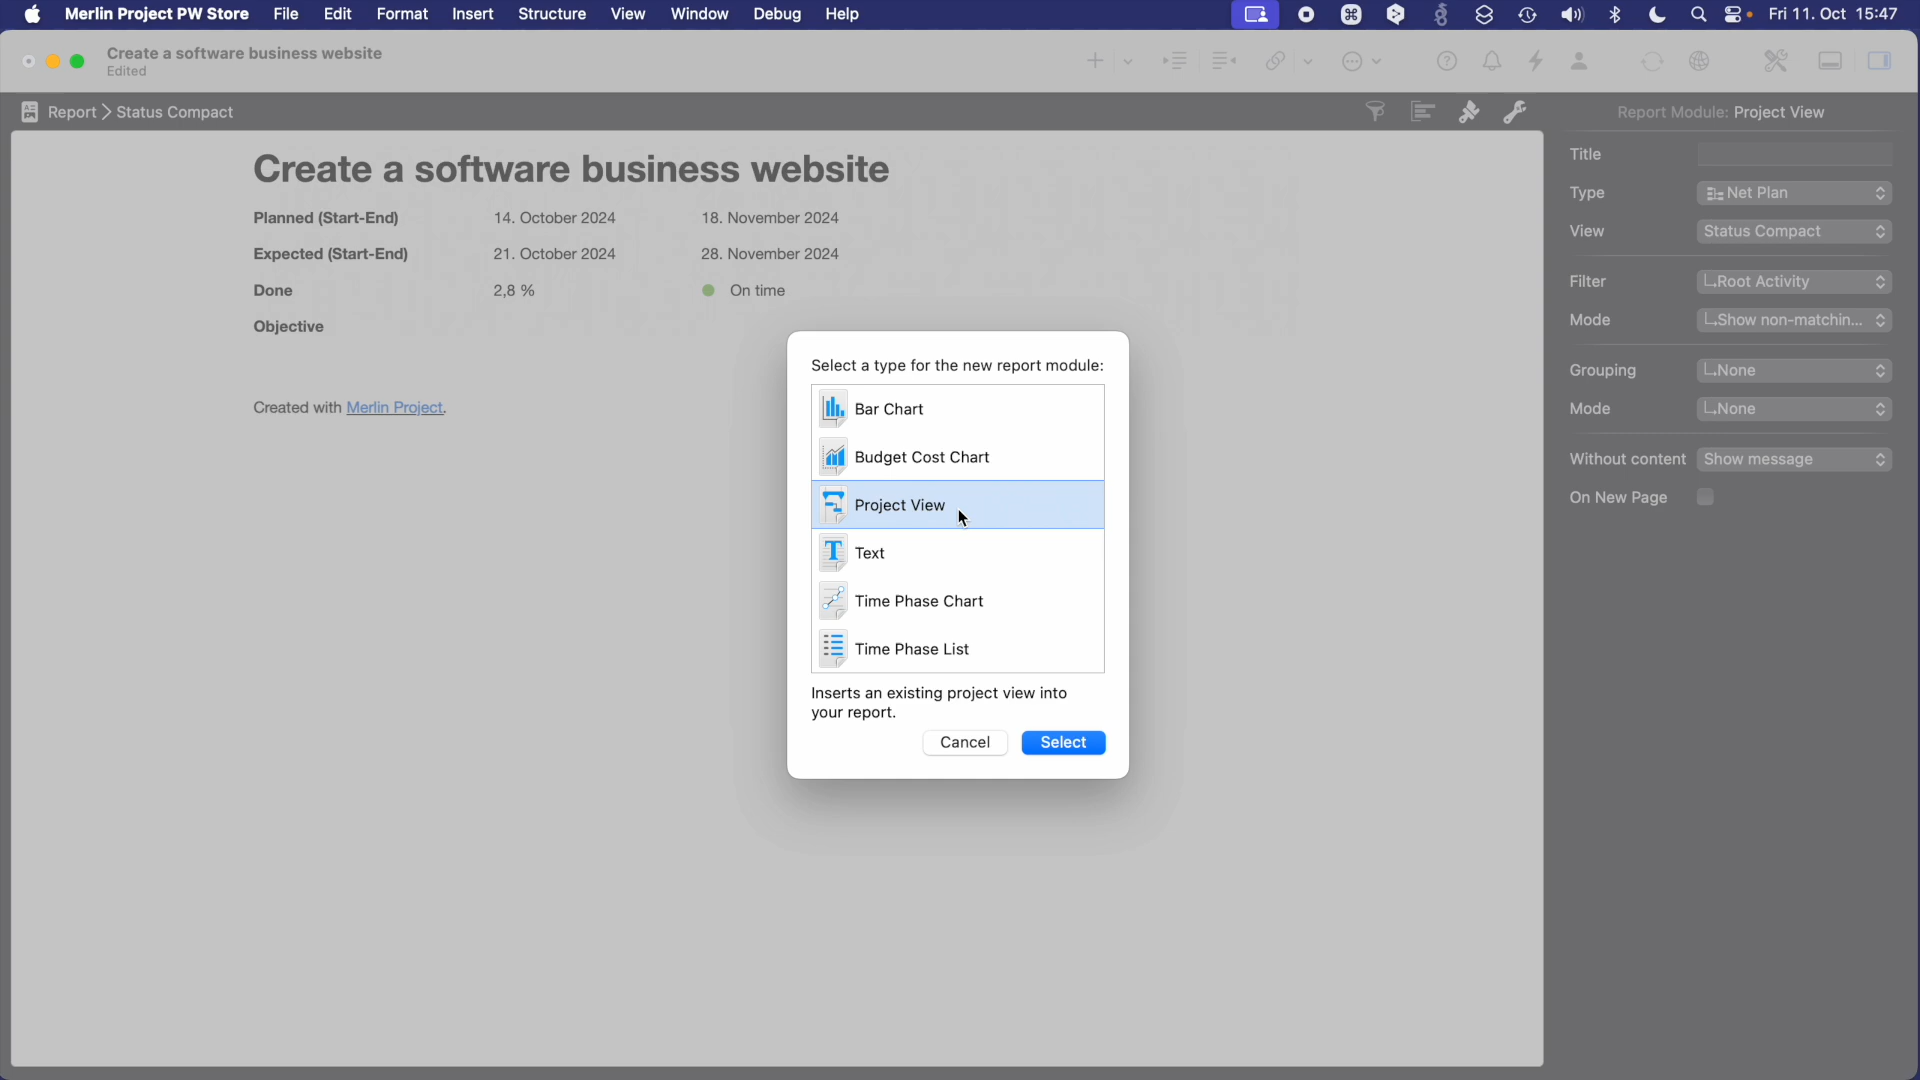 Merlin Project PW Store File Edit Format Insert Structure View Window Debug Help Fri 11. Oct 15:47
Create a software business website
Edited
Report > Status Compact
Report Module: Project View
Create a software business website
Planned (Start-End) 14. October 2024 18. November 2024
Expected (Start-End) 21. October 2024 28. November 2024
Done 2,8 % On time
Objective
Created with Merlin Project.
Select a type for the new report module:
Bar Chart
Budget Cost Chart
Project View
Text
Time Phase Chart
Time Phase List
Inserts an existing project view into
your report.
Cancel Select
Title
Type Net Plan
View Status Compact
Filter Root Activity
Mode Show non-matchin...
Grouping None
Mode None
Without content Show message
On New Page